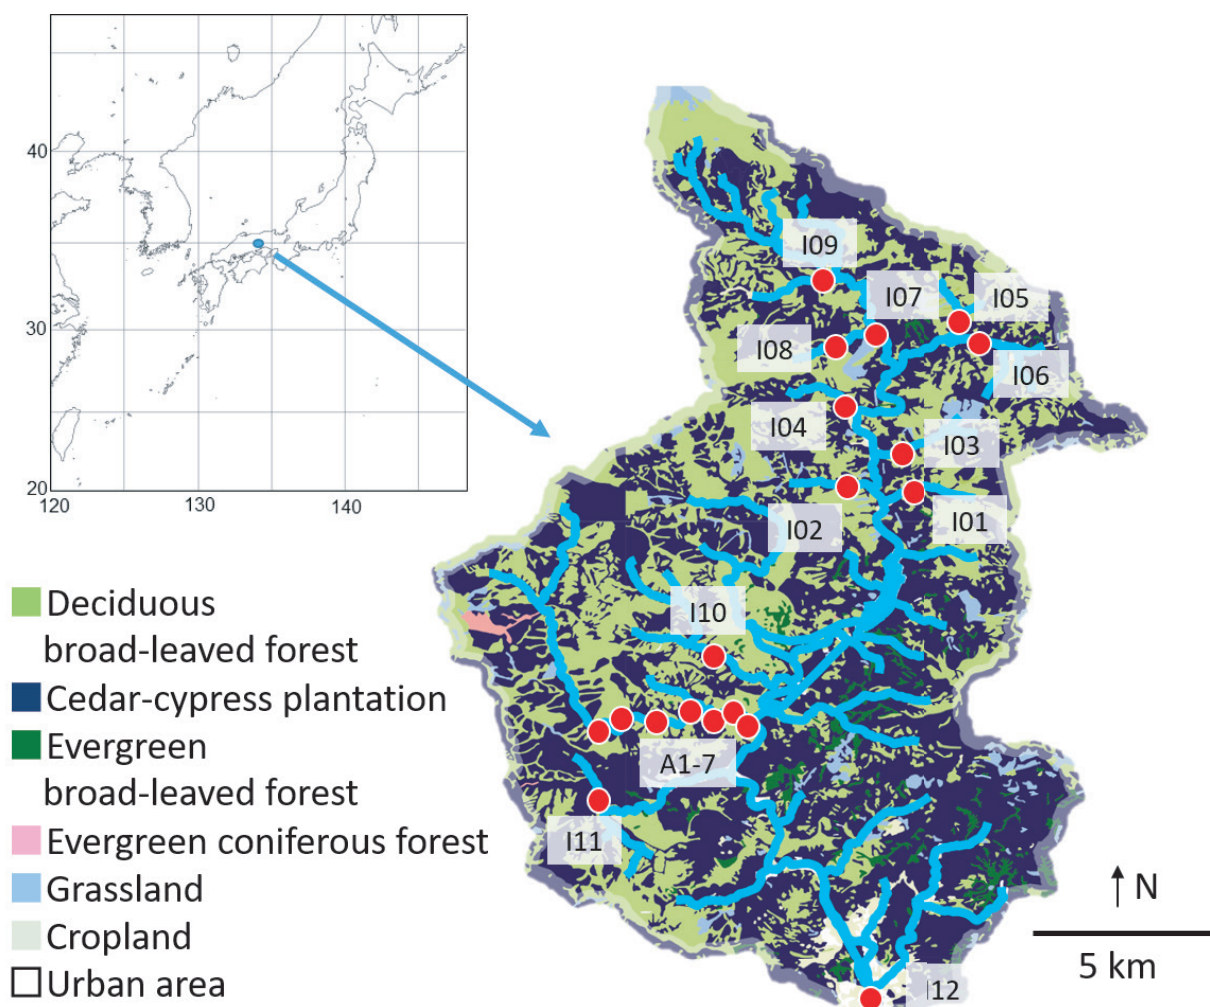 40
30
20
120
130
140
I09
I07
I05
I08
I06
I04
I03
I02
I01
I10
A1-7
I11
I12
Deciduous
broad-leaved forest
Cedar-cypress plantation
Evergreen
broad-leaved forest
Evergreen coniferous forest
Grassland
Cropland
Urban area
↑ N
5 km